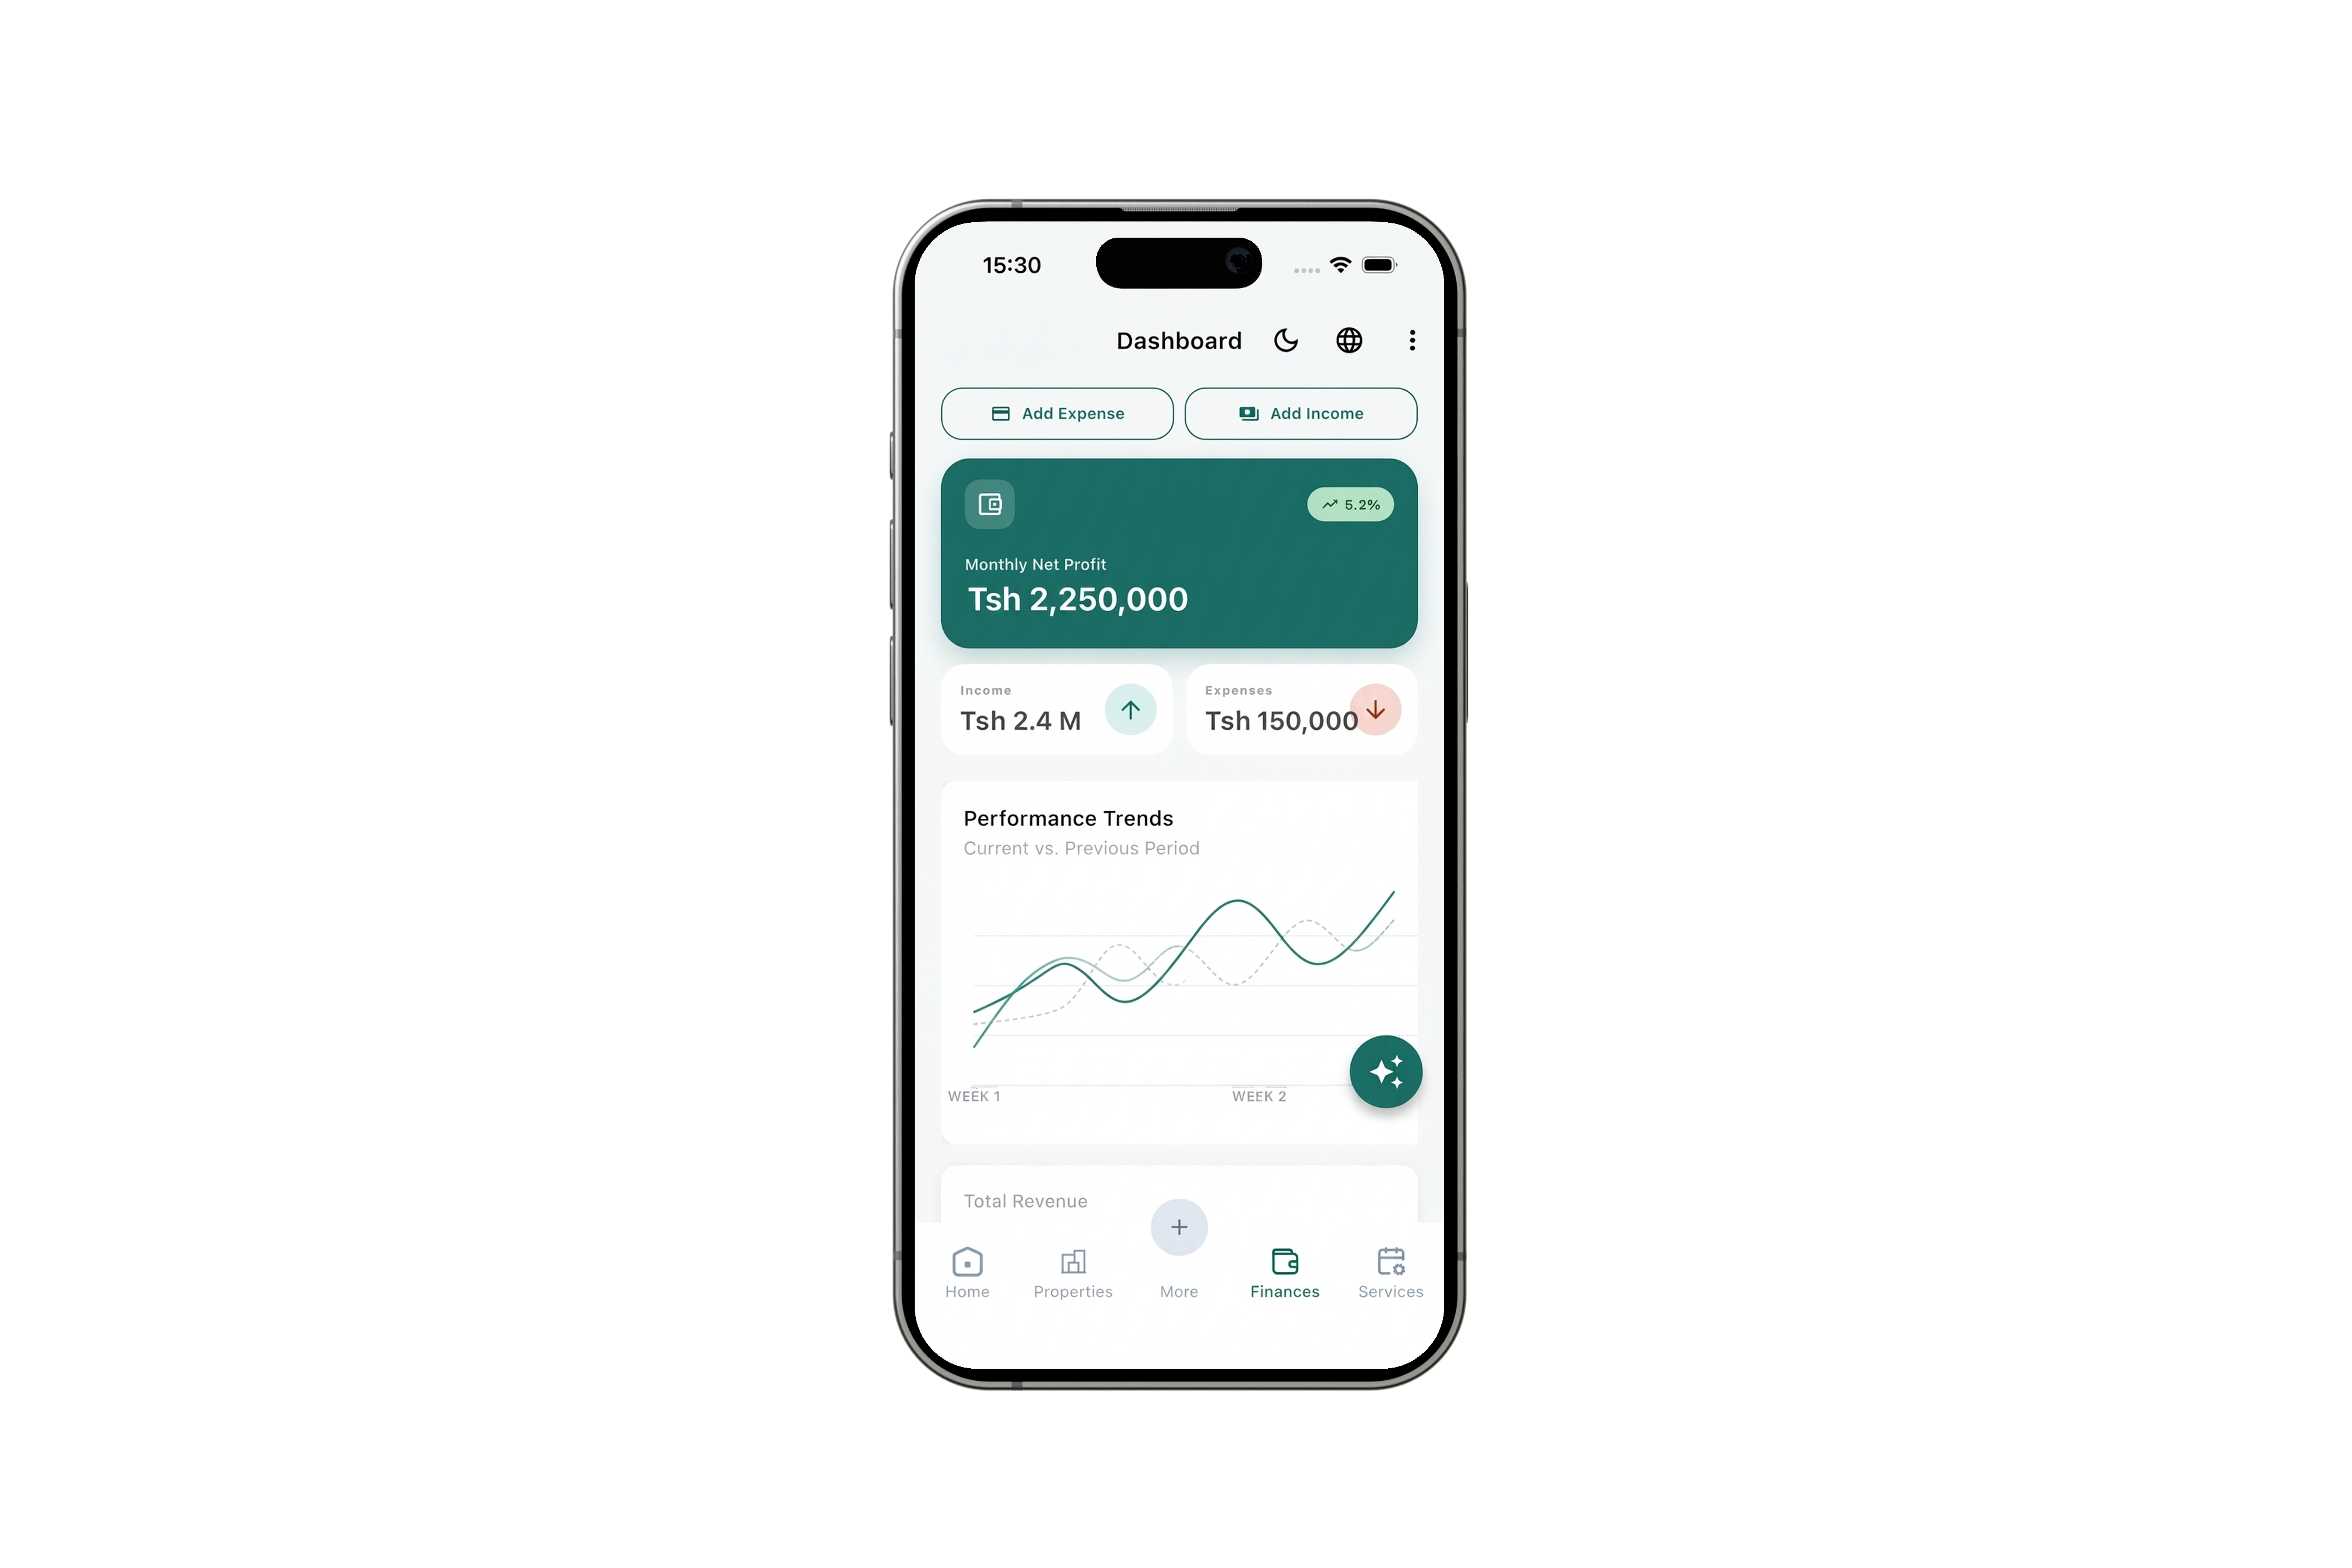 15:30
Dashboard
Add Expense
Add Income
5.2%
Monthly Net Profit
Tsh 2,250,000
Income
Tsh 2.4 M
Expenses
Tsh 150,000
Performance Trends
Current vs. Previous Period
WEEK 1
WEEK 2
Total Revenue
Home
Properties
More
Finances
Services